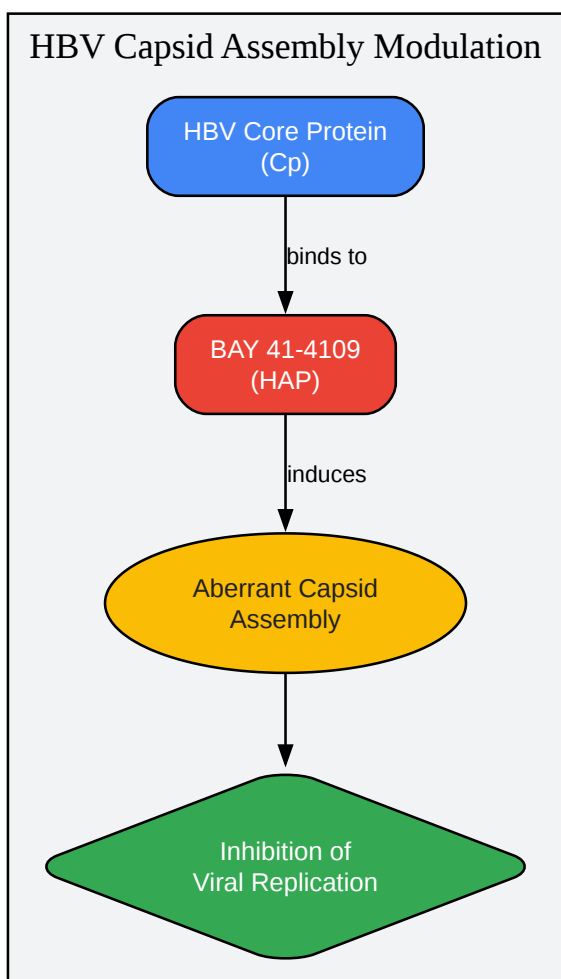 HBV Capsid Assembly Modulation
HBV Core Protein
(Cp)
binds to
BAY 41-4109
(HAP)
induces
Aberrant Capsid
Assembly
Inhibition of
Viral Replication